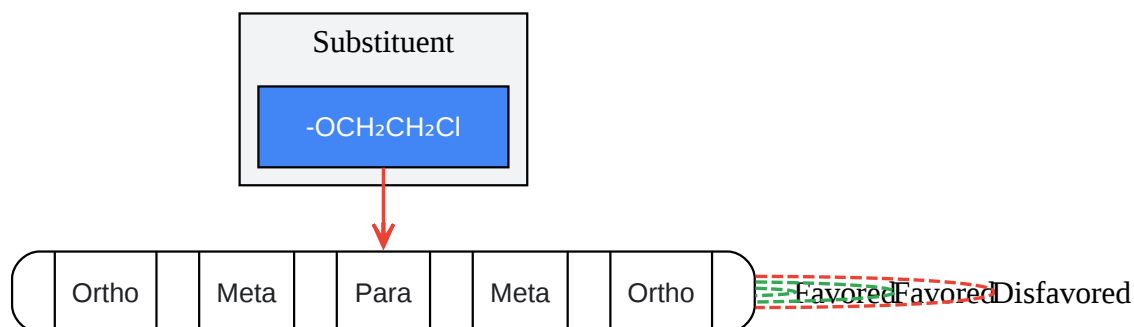 Substituent
-OCH₂CH₂Cl
Ortho Meta Para Meta Ortho Favored Favored Disfavored